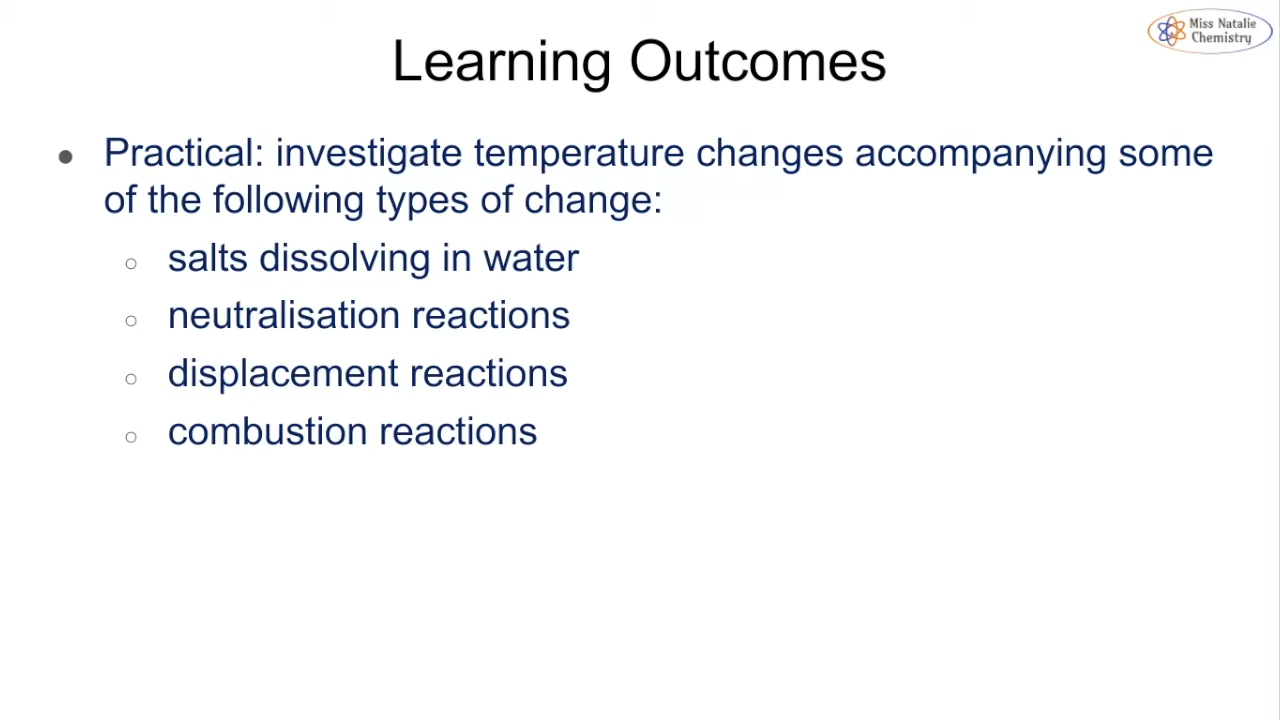 Miss Natalie
Chemistry
Learning Outcomes
● Practical: investigate temperature changes accompanying some
of the following types of change:
○ salts dissolving in water
○ neutralisation reactions
○ displacement reactions
○ combustion reactions